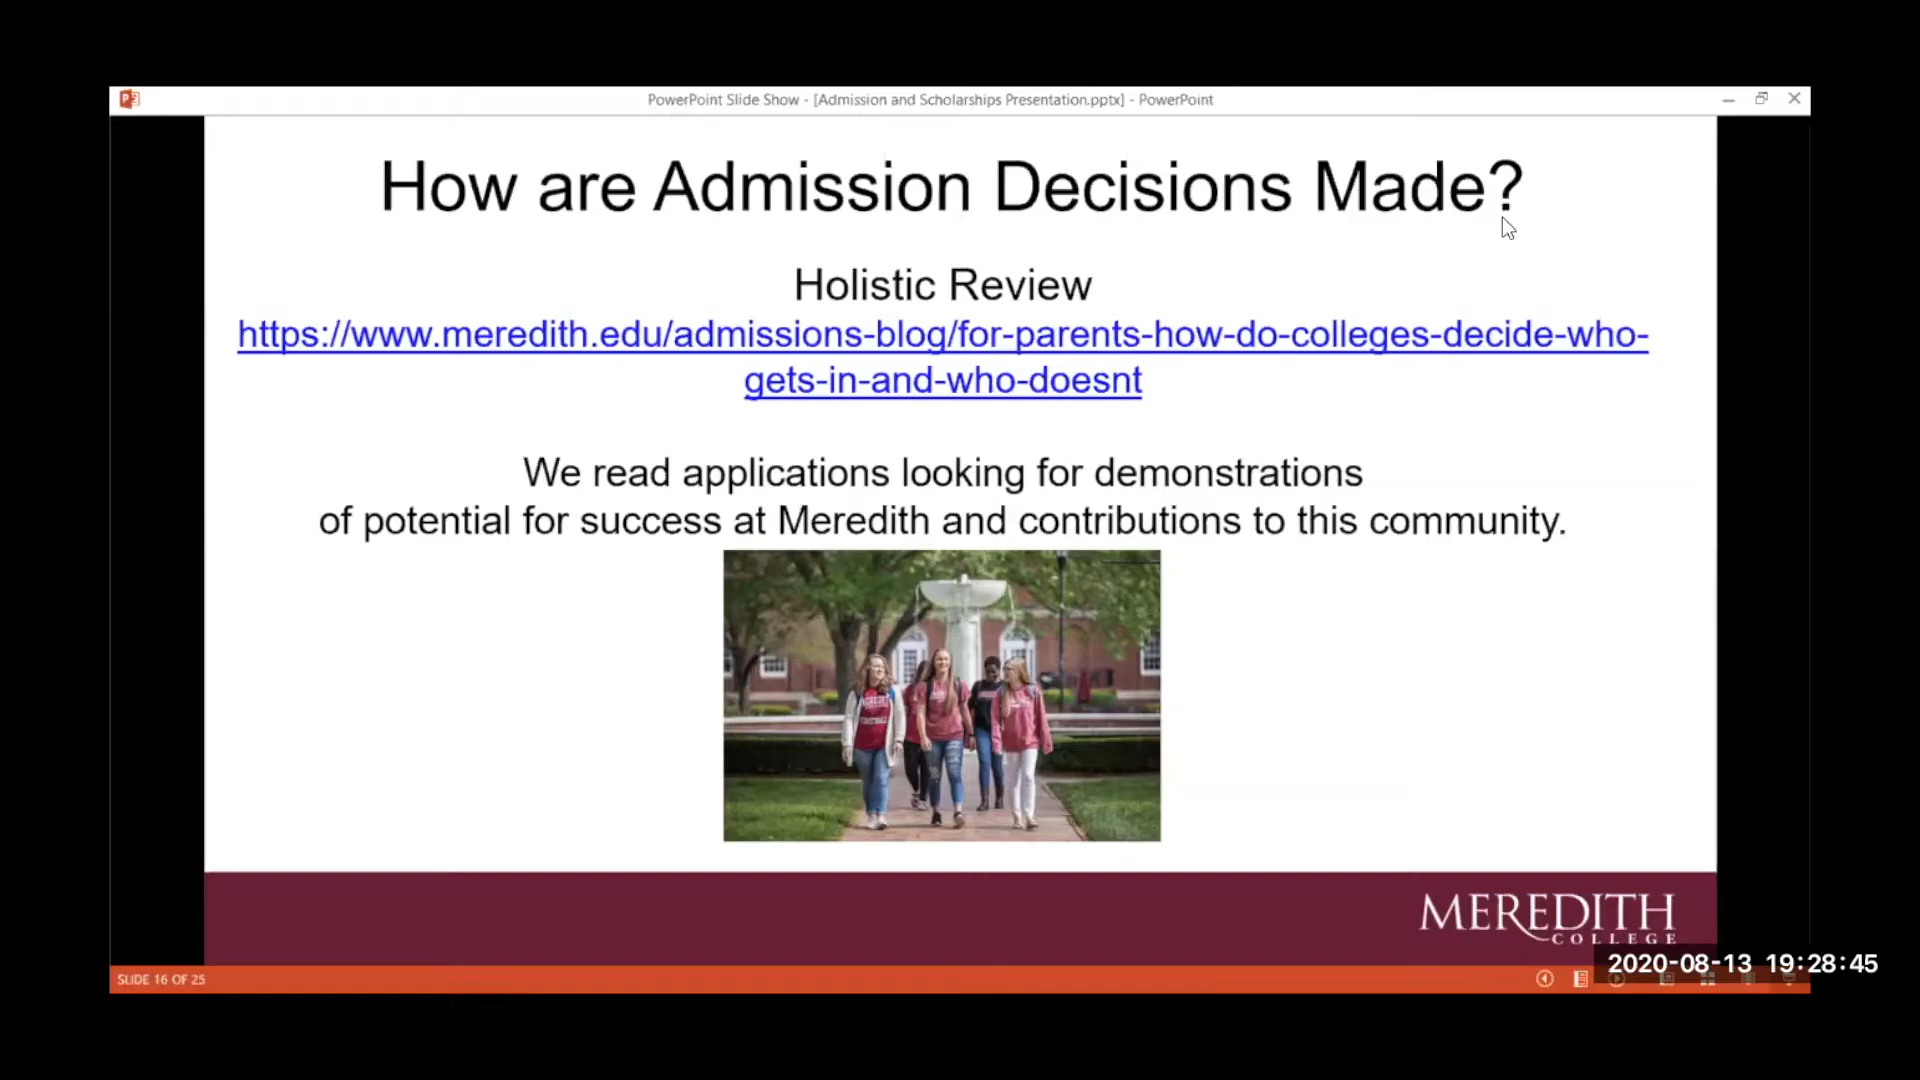 PowerPoint Slide Show - [Admission and Scholarships Presentation.pptx] - PowerPoint
How are Admission Decisions Made?
Holistic Review
https://www.meredith.edu/admissions-blog/for-parents-how-do-colleges-decide-who-
gets-in-and-who-doesnt
We read applications looking for demonstrations
of potential for success at Meredith and contributions to this community.
MEREDITH
COLLEGE
2020-08-13 19:28:45
SLIDE 16 OF 25